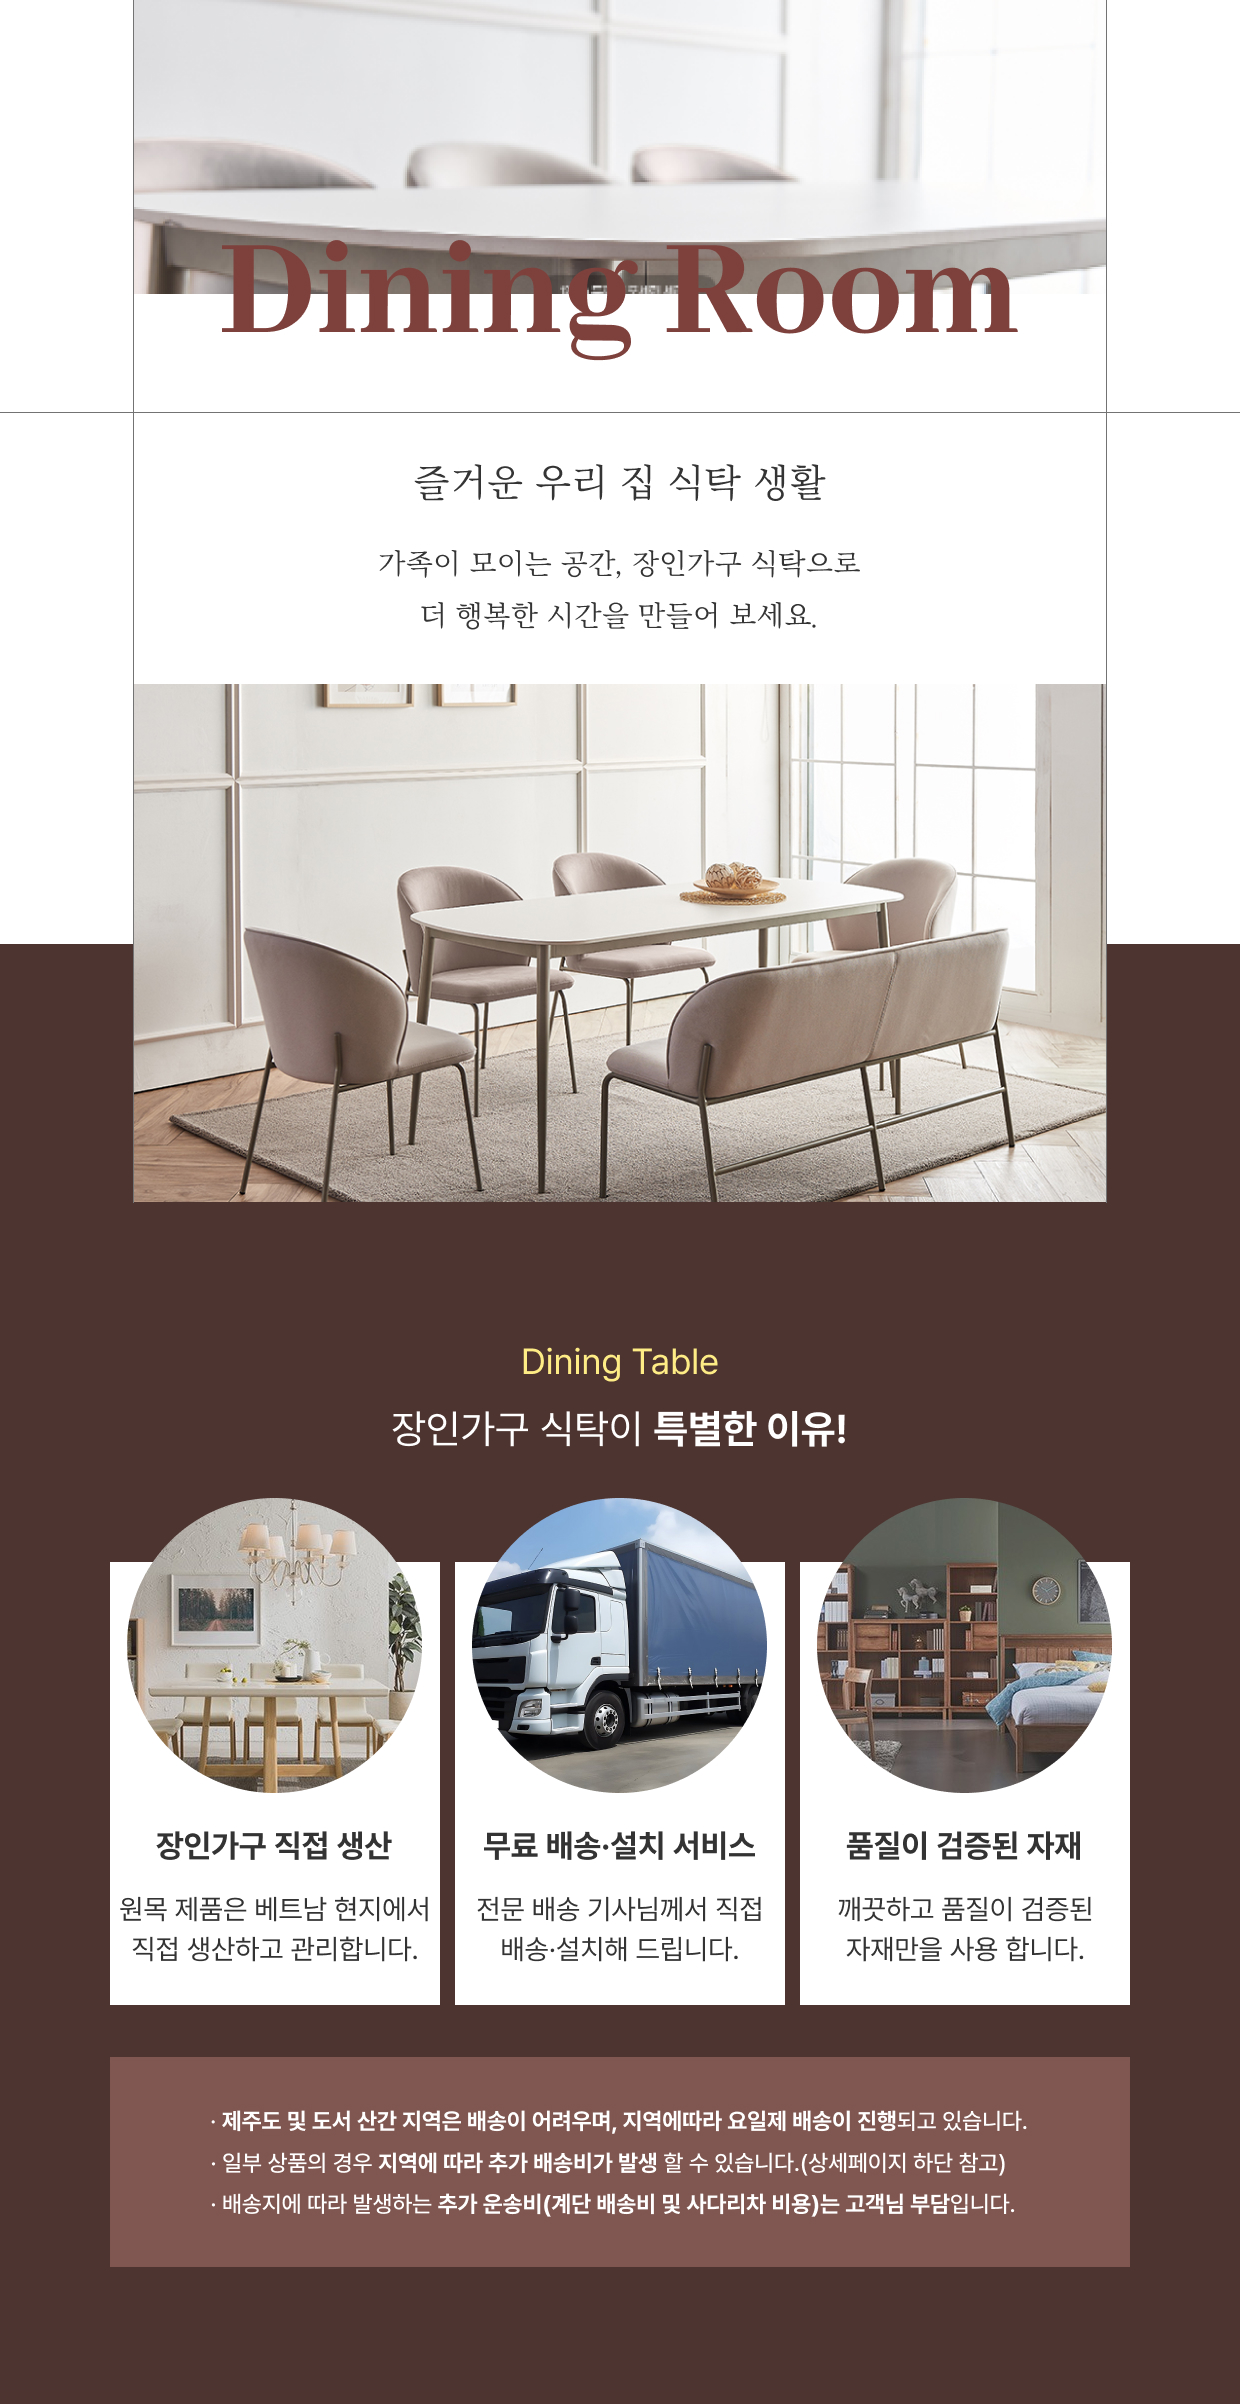 Dining Room
즐거운 우리 집 식탁 생활
가족이 모이는 공간, 장인가구 식탁으로
더 행복한 시간을 만들어 보세요.
Dining Table
장인가구 식탁이 특별한 이유!
장인가구 직접 생산
원목 제품은 베트남 현지에서
직접 생산하고 관리합니다.
무료 배송·설치 서비스
전문 배송 기사님께서 직접
배송·설치해 드립니다.
품질이 검증된 자재
깨끗하고 품질이 검증된
자재만을 사용 합니다.
· 제주도 및 도서 산간 지역은 배송이 어려우며, 지역에따라 요일제 배송이 진행되고 있습니다.
· 일부 상품의 경우 지역에 따라 추가 배송비가 발생 할 수 있습니다.(상세페이지 하단 참고)
· 배송지에 따라 발생하는 추가 운송비(계단 배송비 및 사다리차 비용)는 고객님 부담입니다.